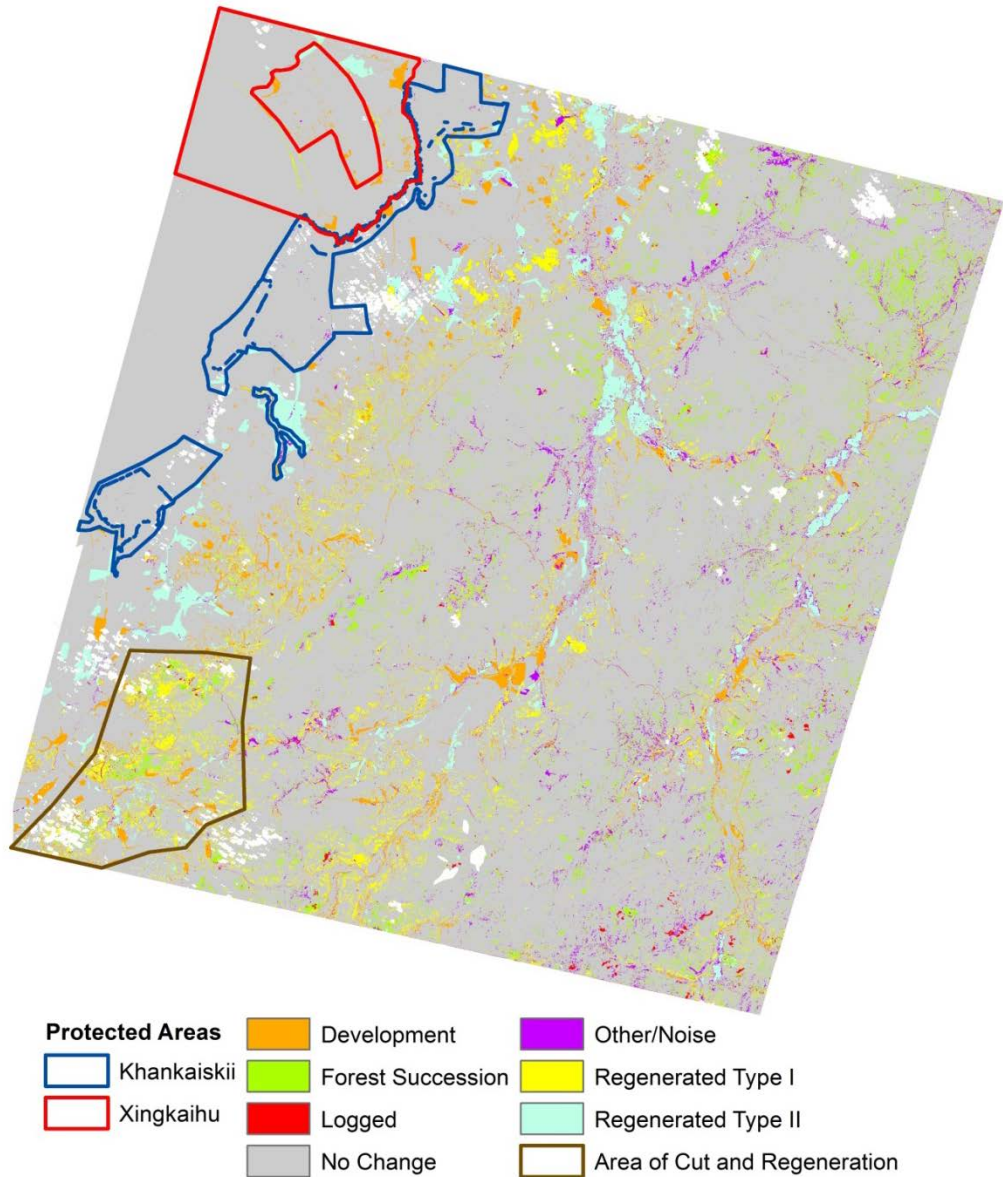 Protected Areas
Khankaiskii
Xingkaihu
Development
Forest Succession
Logged
No Change
Other/Noise
Regenerated Type I
Regenerated Type II
Area of Cut and Regeneration